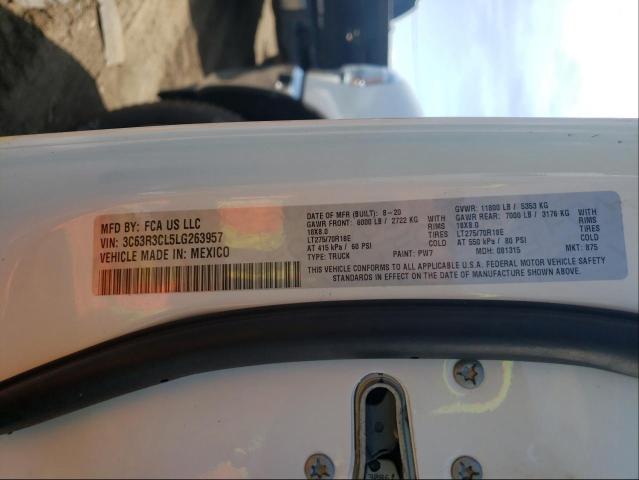 MFD BY: FCA US LLC
VIN: 3C63R3CL5LG263957
VEHICLE MADE IN: MEXICO
DATE OF MFR (BUILT): 8-20 GVWR: 11800 LB / 5353 KG
GAWR FRONT: 6000 LB / 2722 KG WITH GAWR REAR: 7000 LB / 3176 KG WITH
18X8.0 RIMS 18X8.0 RIMS
LT275/70R18E TIRES LT275/70R18E TIRES
AT 415 kPa / 60 PSI COLD AT 550 kPa / 80 PSI COLD
TYPE: TRUCK PAINT: PW7 MDH: 081315 MKT: 875
THIS VEHICLE CONFORMS TO ALL APPLICABLE U.S.A. FEDERAL MOTOR VEHICLE SAFETY
STANDARDS IN EFFECT ON THE DATE OF MANUFACTURE SHOWN ABOVE.